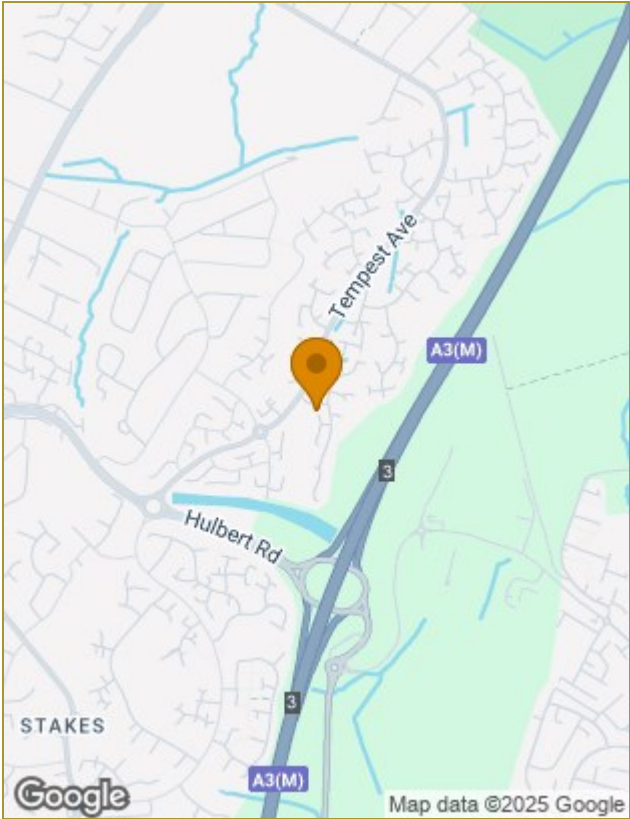 Tempest Ave
A3(M)
3
Hulbert Rd
3
STAKES
A3(M)
Google
Map data ©2025 Google